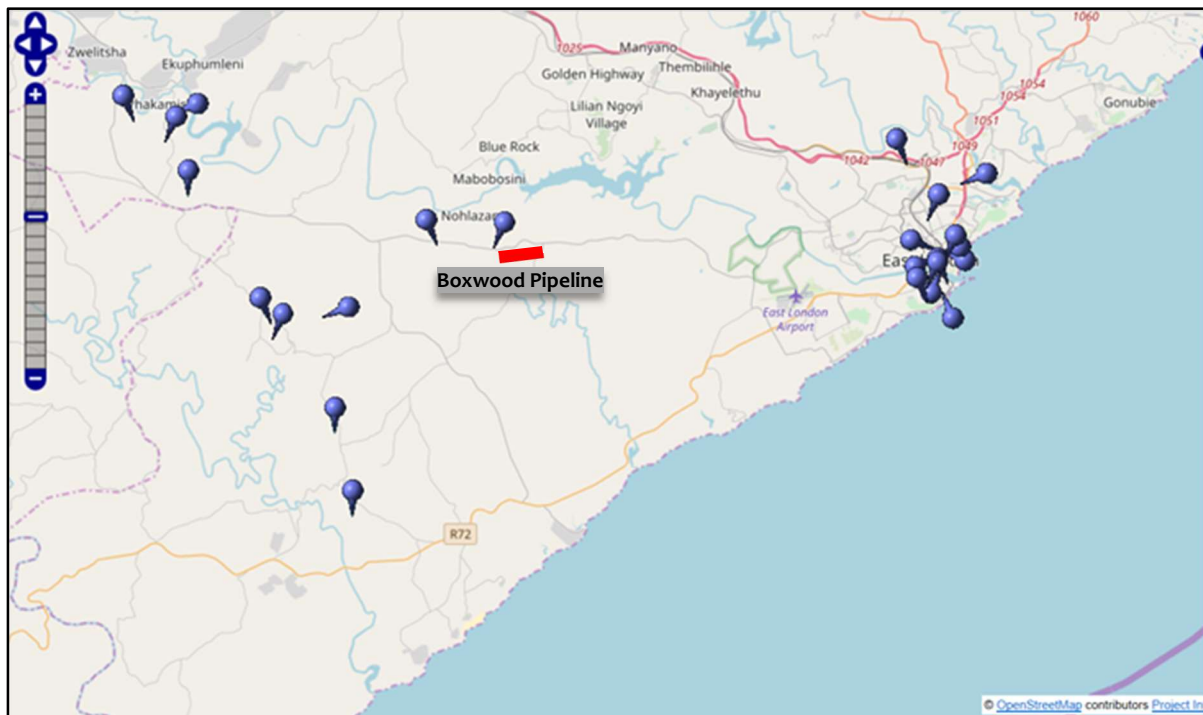 1060
Zwelitsha
1025
Manyano
Ekuphumleni
Thembilihle
Golden Highway
1054
Khayelethu
1054
Gonubie
Lilian Ngoyi
Village
1051
Blue Rock
1049
1042
1047
Mabobosini
Boxwood Pipeline
East London
Airport
R72
© OpenStreetMap contributors